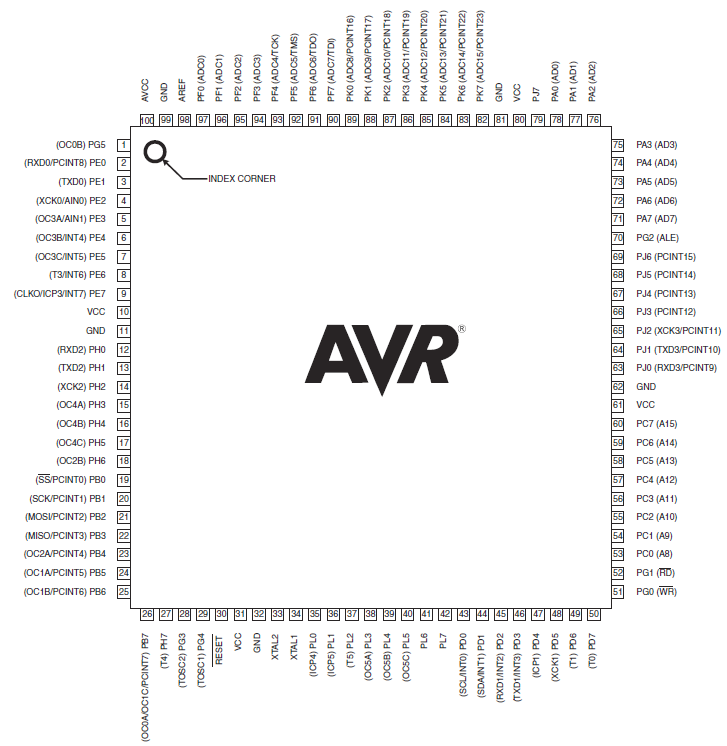 AVCC
GND
AREF
PF0 (ADC0)
PF1 (ADC1)
PF2 (ADC2)
PF3 (ADC3)
PF4 (ADC4/TCK)
PF5 (ADC5/TMS)
PF6 (ADC6/TDO)
PF7 (ADC7/TDI)
PK0 (ADC8/PCINT16)
PK1 (ADC9/PCINT17)
PK2 (ADC10/PCINT18)
PK3 (ADC11/PCINT19)
PK4 (ADC12/PCINT20)
PK5 (ADC13/PCINT21)
PK6 (ADC14/PCINT22)
PK7 (ADC15/PCINT23)
GND
VCC
PJ7
PA0 (AD0)
PA1 (AD1)
PA2 (AD2)
100 99 98 97 96 95 94 93 92 91 90 89 88 87 86 85 84 83 82 81 80 79 78 77 76
(OC0B) PG5 1 75 PA3 (AD3)
(RXD0/PCINT8) PE0 2 74 PA4 (AD4)
INDEX CORNER
(TXD0) PE1 3 73 PA5 (AD5)
(XCK0/AIN0) PE2 4 72 PA6 (AD6)
(OC3A/AIN1) PE3 5 71 PA7 (AD7)
(OC3B/INT4) PE4 6 70 PG2 (ALE)
(OC3C/INT5) PE5 7 69 PJ6 (PCINT15)
(T3/INT6) PE6 8 68 PJ5 (PCINT14)
(CLKO/ICP3/INT7) PE7 9 67 PJ4 (PCINT13)
VCC 10 66 PJ3 (PCINT12)
GND 11 65 PJ2 (XCK3/PCINT11)
AVR®
(RXD2) PH0 12 64 PJ1 (TXD3/PCINT10)
(TXD2) PH1 13 63 PJ0 (RXD3/PCINT9)
(XCK2) PH2 14 62 GND
(OC4A) PH3 15 61 VCC
(OC4B) PH4 16 60 PC7 (A15)
(OC4C) PH5 17 59 PC6 (A14)
(OC2B) PH6 18 58 PC5 (A13)
(SS/PCINT0) PB0 19 57 PC4 (A12)
(SCK/PCINT1) PB1 20 56 PC3 (A11)
(MOSI/PCINT2) PB2 21 55 PC2 (A10)
(MISO/PCINT3) PB3 22 54 PC1 (A9)
(OC2A/PCINT4) PB4 23 53 PC0 (A8)
(OC1A/PCINT5) PB5 24 52 PG1 (RD)
(OC1B/PCINT6) PB6 25 51 PG0 (WR)
26 27 28 29 30 31 32 33 34 35 36 37 38 39 40 41 42 43 44 45 46 47 48 49 50
(OC0A/OC1C/PCINT7) PB7
(T4) PH7
(TOSC2) PG3
(TOSC1) PG4
RESET
VCC
GND
XTAL2
XTAL1
(ICP4) PL0
(ICP5) PL1
(T5) PL2
(OC5A) PL3
(OC5B) PL4
(OC5C) PL5
PL6
PL7
(SCL/INT0) PD0
(SDA/INT1) PD1
(RXD1/INT2) PD2
(TXD1/INT3) PD3
(ICP1) PD4
(XCK1) PD5
(T1) PD6
(T0) PD7